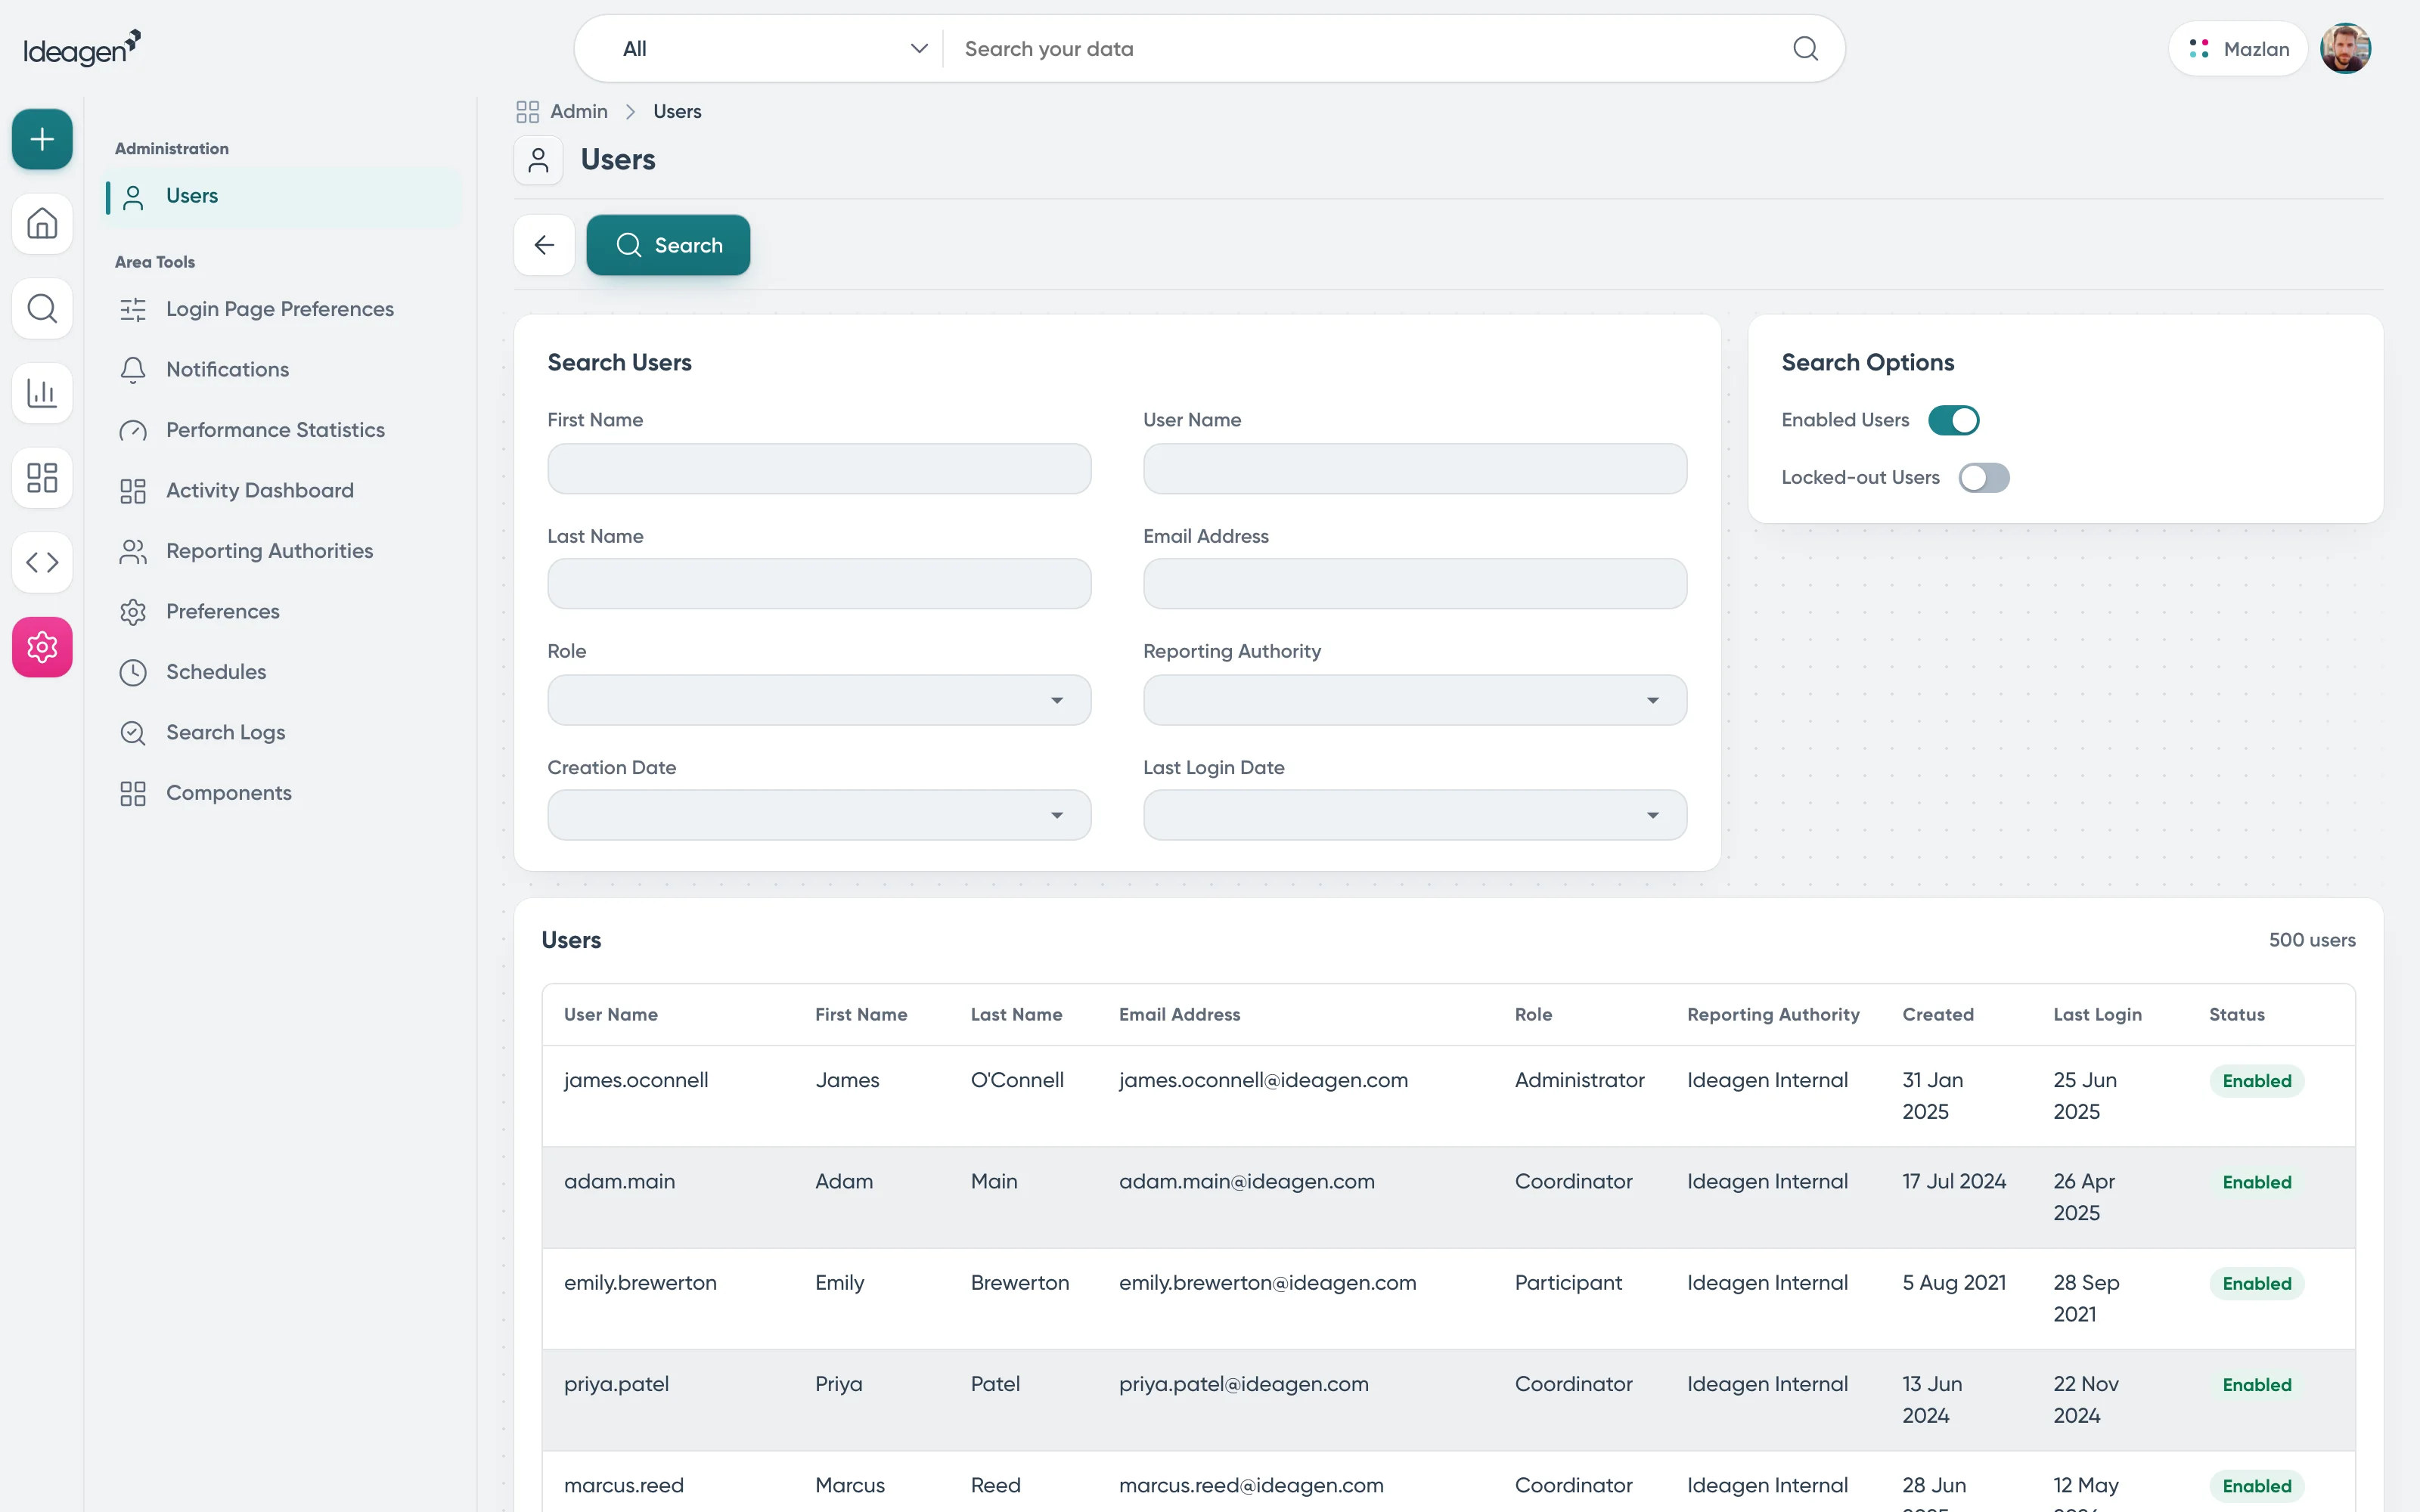 Ideagen
All
Search your data
Mazlan
Admin > Users
Users
Search
Administration
Users
Area Tools
Login Page Preferences
Notifications
Performance Statistics
Activity Dashboard
Reporting Authorities
Preferences
Schedules
Search Logs
Components
Search Users
First Name
User Name
Last Name
Email Address
Role
Reporting Authority
Creation Date
Last Login Date
Search Options
Enabled Users
Locked-out Users
Users
500 users
User Name First Name Last Name Email Address Role Reporting Authority Created Last Login Status
james.oconnell James O'Connell james.oconnell@ideagen.com Administrator Ideagen Internal 31 Jan 25 Jun Enabled
2025 2025
adam.main Adam Main adam.main@ideagen.com Coordinator Ideagen Internal 17 Jul 2024 26 Apr Enabled
2025
emily.brewerton Emily Brewerton emily.brewerton@ideagen.com Participant Ideagen Internal 5 Aug 2021 28 Sep Enabled
2021
priya.patel Priya Patel priya.patel@ideagen.com Coordinator Ideagen Internal 13 Jun 22 Nov Enabled
2024 2024
marcus.reed Marcus Reed marcus.reed@ideagen.com Coordinator Ideagen Internal 28 Jun 12 May Enabled